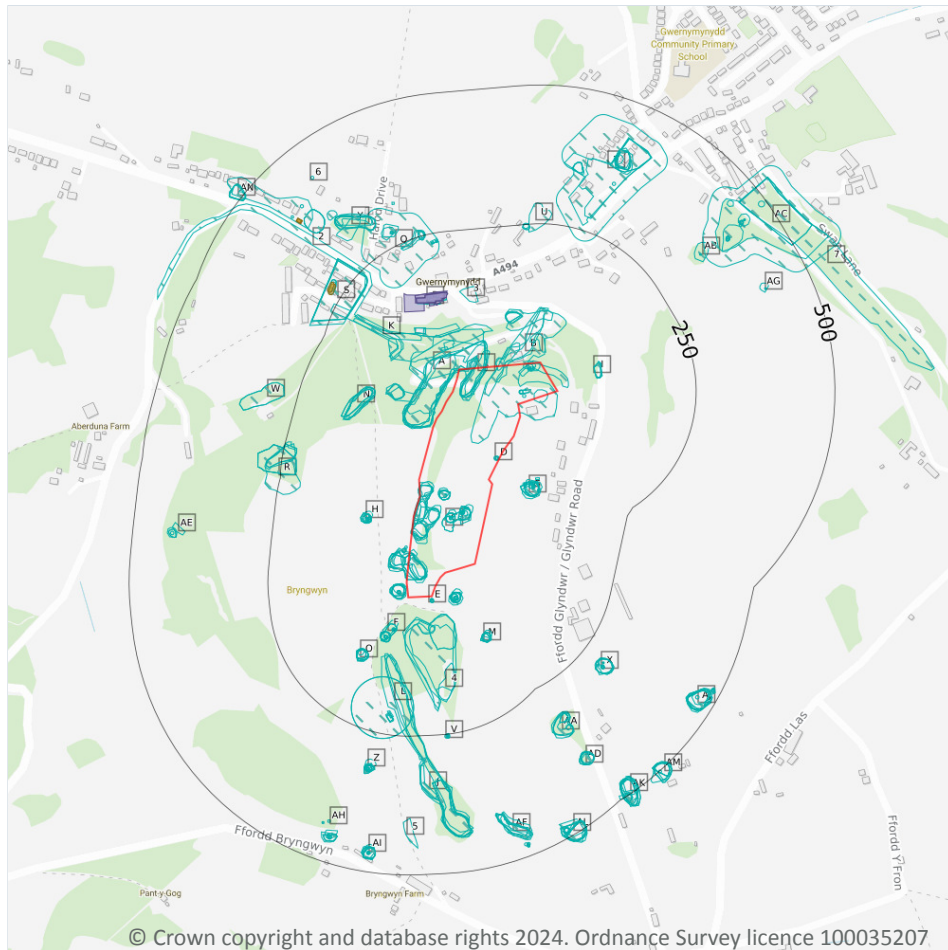 Gwernymynydd
Community Primary
School
6
AN
Y
Harvd Drive
U
AC
2
Q
Swan Lane
AB
7
A494
Gwernymynydd
S
3
AG
K
500
250
B
A
I
W
N
Aberduna Farm
D
R
H
AE
Ffordd Glyndwr / Glyndwr Road
Bryngwyn
E
F
M
O
X
4
L
V
AD
Z
AM
Ffordd Las
J
AK
AH
5
AF
Ffordd Bryngwyn
AI
Ffordd Y Fron
Pant y Gog
Bryngwyn Farm
© Crown copyright and database rights 2024. Ordnance Survey licence 100035207